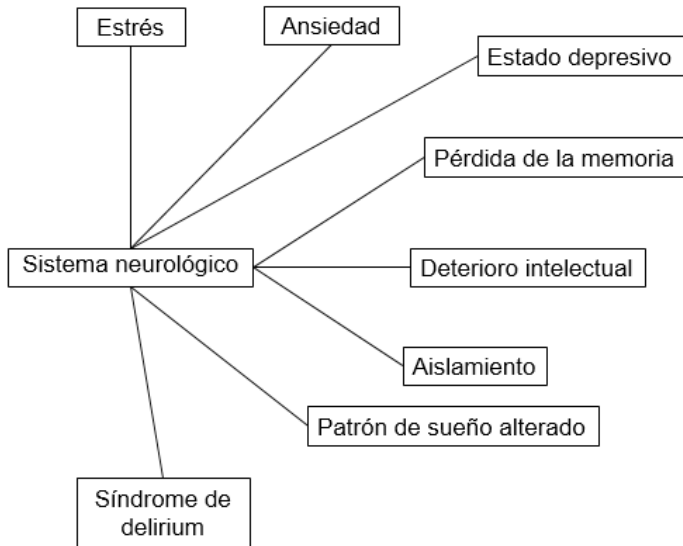 Estrés
Ansiedad
Estado depresivo
Pérdida de la memoria
Sistema neurológico
Deterioro intelectual
Aislamiento
Patrón de sueño alterado
Síndrome de
delirium